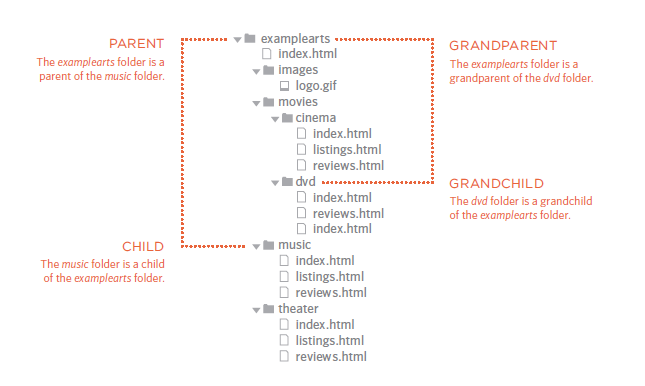 PARENT
The examplearts folder is a
parent of the music folder.
examplearts
index.html
images
logo.gif
movies
cinema
index.html
listings.html
reviews.html
dvd
index.html
reviews.html
index.html
music
index.html
listings.html
reviews.html
theater
index.html
listings.html
reviews.html
GRANDPARENT
The examplearts folder is a
grandparent of the dvd folder.
GRANDCHILD
The dvd folder is a grandchild
of the examplearts folder.
CHILD
The music folder is a child
of the examplearts folder.